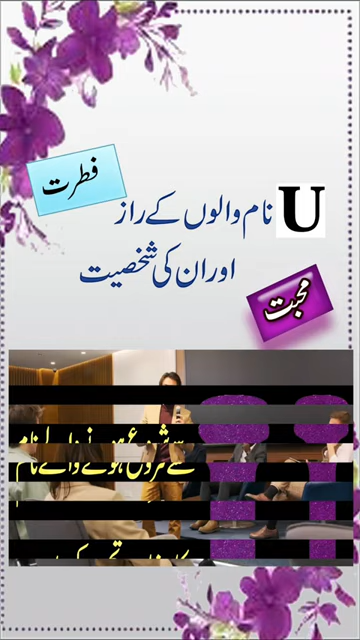 فطرت
U نام والوں کے راز
اور ان کی شخصیت
محبت
سے شروع ہونے والے نام